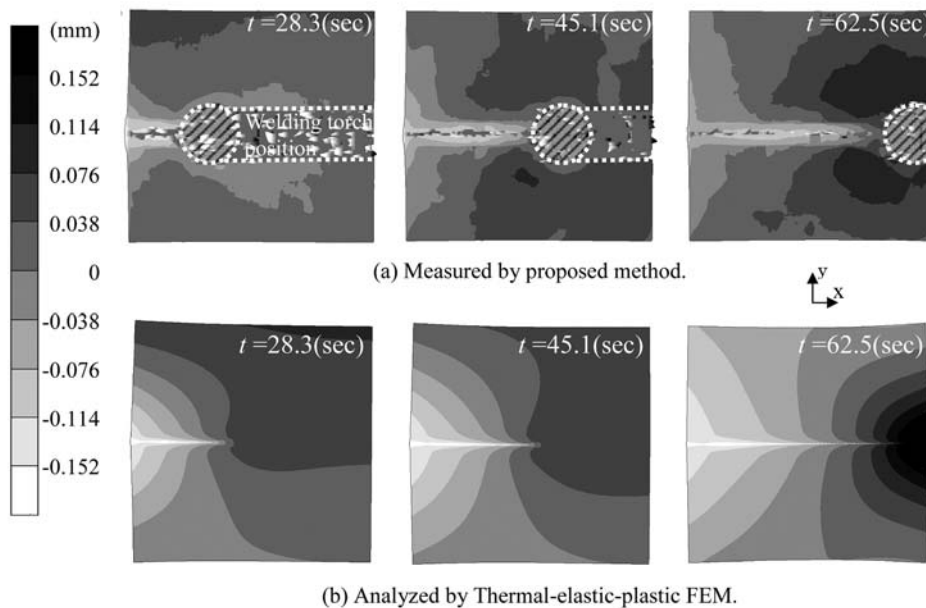 (mm)
0.152
0.114
0.076
0.038
0
-0.038
-0.076
-0.114
-0.152
t =28.3(sec)
t =45.1(sec)
t =62.5(sec)
Welding torch
position
(a) Measured by proposed method.
y
x
t =28.3(sec)
t =45.1(sec)
t =62.5(sec)
(b) Analyzed by Thermal-elastic-plastic FEM.